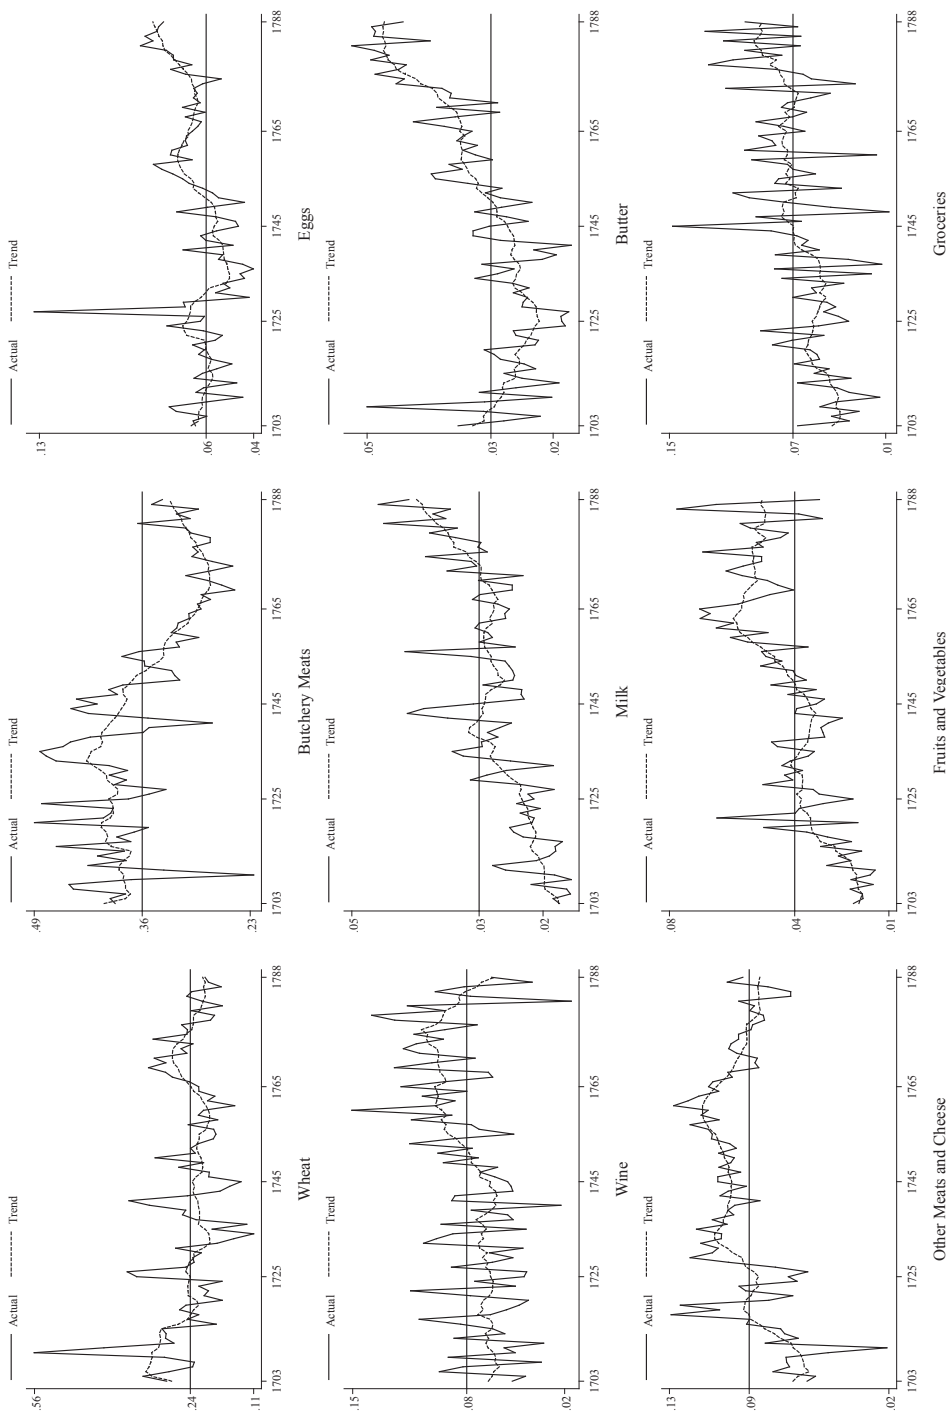 Actual Trend
.56
.24
.11
1703 1725 1745 1765 1788
Wheat
Actual Trend
.49
.36
.23
1703 1725 1745 1765 1788
Butchery Meats
Actual Trend
.13
.06
.04
1703 1725 1745 1765 1788
Eggs
Actual Trend
.15
.08
.02
1703 1725 1745 1765 1788
Wine
Actual Trend
.05
.03
.02
1703 1725 1745 1765 1788
Milk
Actual Trend
.05
.03
.02
1703 1725 1745 1765 1788
Butter
Actual Trend
.13
.09
.02
1703 1725 1745 1765 1788
Other Meats and Cheese
Actual Trend
.08
.04
.01
1703 1725 1745 1765 1788
Fruits and Vegetables
Actual Trend
.15
.07
.01
1703 1725 1745 1765 1788
Groceries